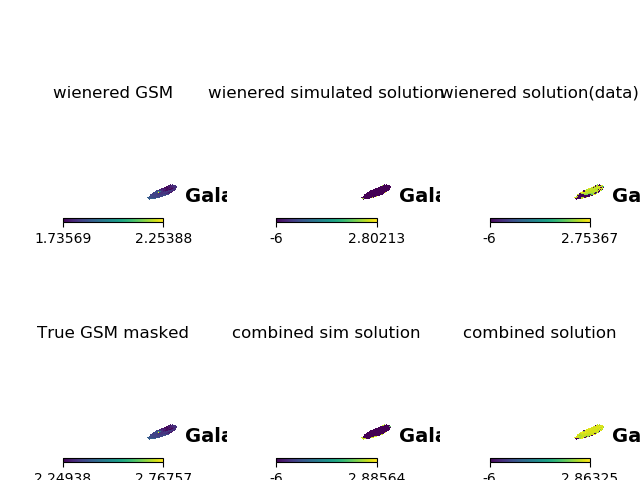 wienered GSM wienered simulated solution wienered solution(data)
Gala Gala Ga
1.73569 2.25388 -6 2.80213 -6 2.75367
True GSM masked combined sim solution combined solution
Gala Gala Ga
2.24938 2.76757 -6 2.88564 -6 2.86325